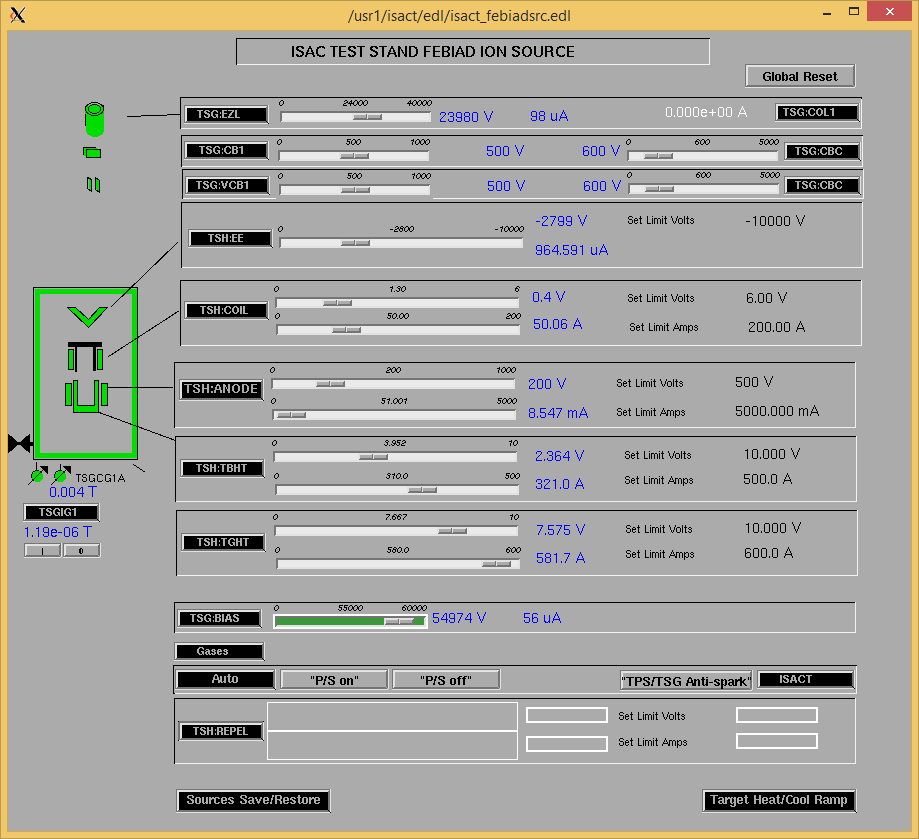 /usr1/isact/edl/isact_febiadsrc.edl
ISAC TEST STAND FEBIAD ION SOURCE
Global Reset
TSG:EZL 0 24000 40000 23980 V 98 uA 0.000e+00 A TSG:COL1
TSG:CB1 0 500 1000 500 V 600 V 0 600 5000 TSG:CBC
TSG:VCB1 0 500 1000 500 V 600 V 0 600 5000 TSG:CBC
TSH:EE 0 -2800 -10000 -2799 V Set Limit Volts -10000 V
964.591 uA
TSH:COIL 0 1.30 6 0.4 V Set Limit Volts 6.00 V
0 50.00 200 50.06 A Set Limit Amps 200.00 A
TSH:ANODE 0 200 1000 200 V Set Limit Volts 500 V
0 51.001 5000 8.547 mA Set Limit Amps 5000.000 mA
TSH:TBHT 0 3.952 10 2.364 V Set Limit Volts 10.000 V
0 310.0 500 321.0 A Set Limit Amps 500.0 A
TSGCG1A
0.004 T
TSGIG1
1.19e-06 T
I 0
TSH:TGHT 0 7.667 10 7.575 V Set Limit Volts 10.000 V
0 580.0 600 581.7 A Set Limit Amps 600.0 A
TSG:BIAS 0 55000 60000 54974 V 56 uA
Gases
Auto "P/S on" "P/S off" "TPS/TSG Anti-spark" ISACT
TSH:REPEL Set Limit Volts
Set Limit Amps
Sources Save/Restore Target Heat/Cool Ramp